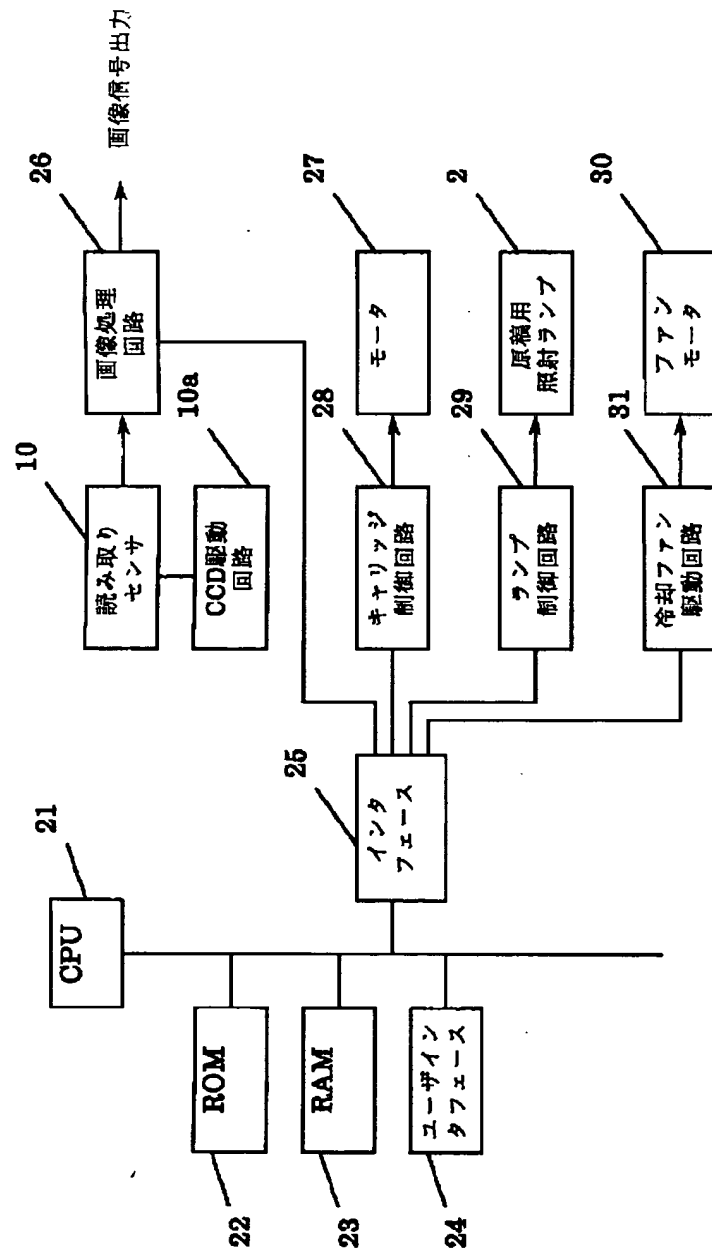 21
CPU
22
ROM
23
RAM
24
ユーザイン
タフェース
25
インタ
フェース
10
読み取り
センサ
10a
CCD駆動
回路
26
画像処理
回路
画像信号出力
28
キャリッジ
制御回路
27
モータ
29
ランプ
制御回路
2
原稿用
照射ランプ
31
冷却ファン
駆動回路
30
ファン
モータ